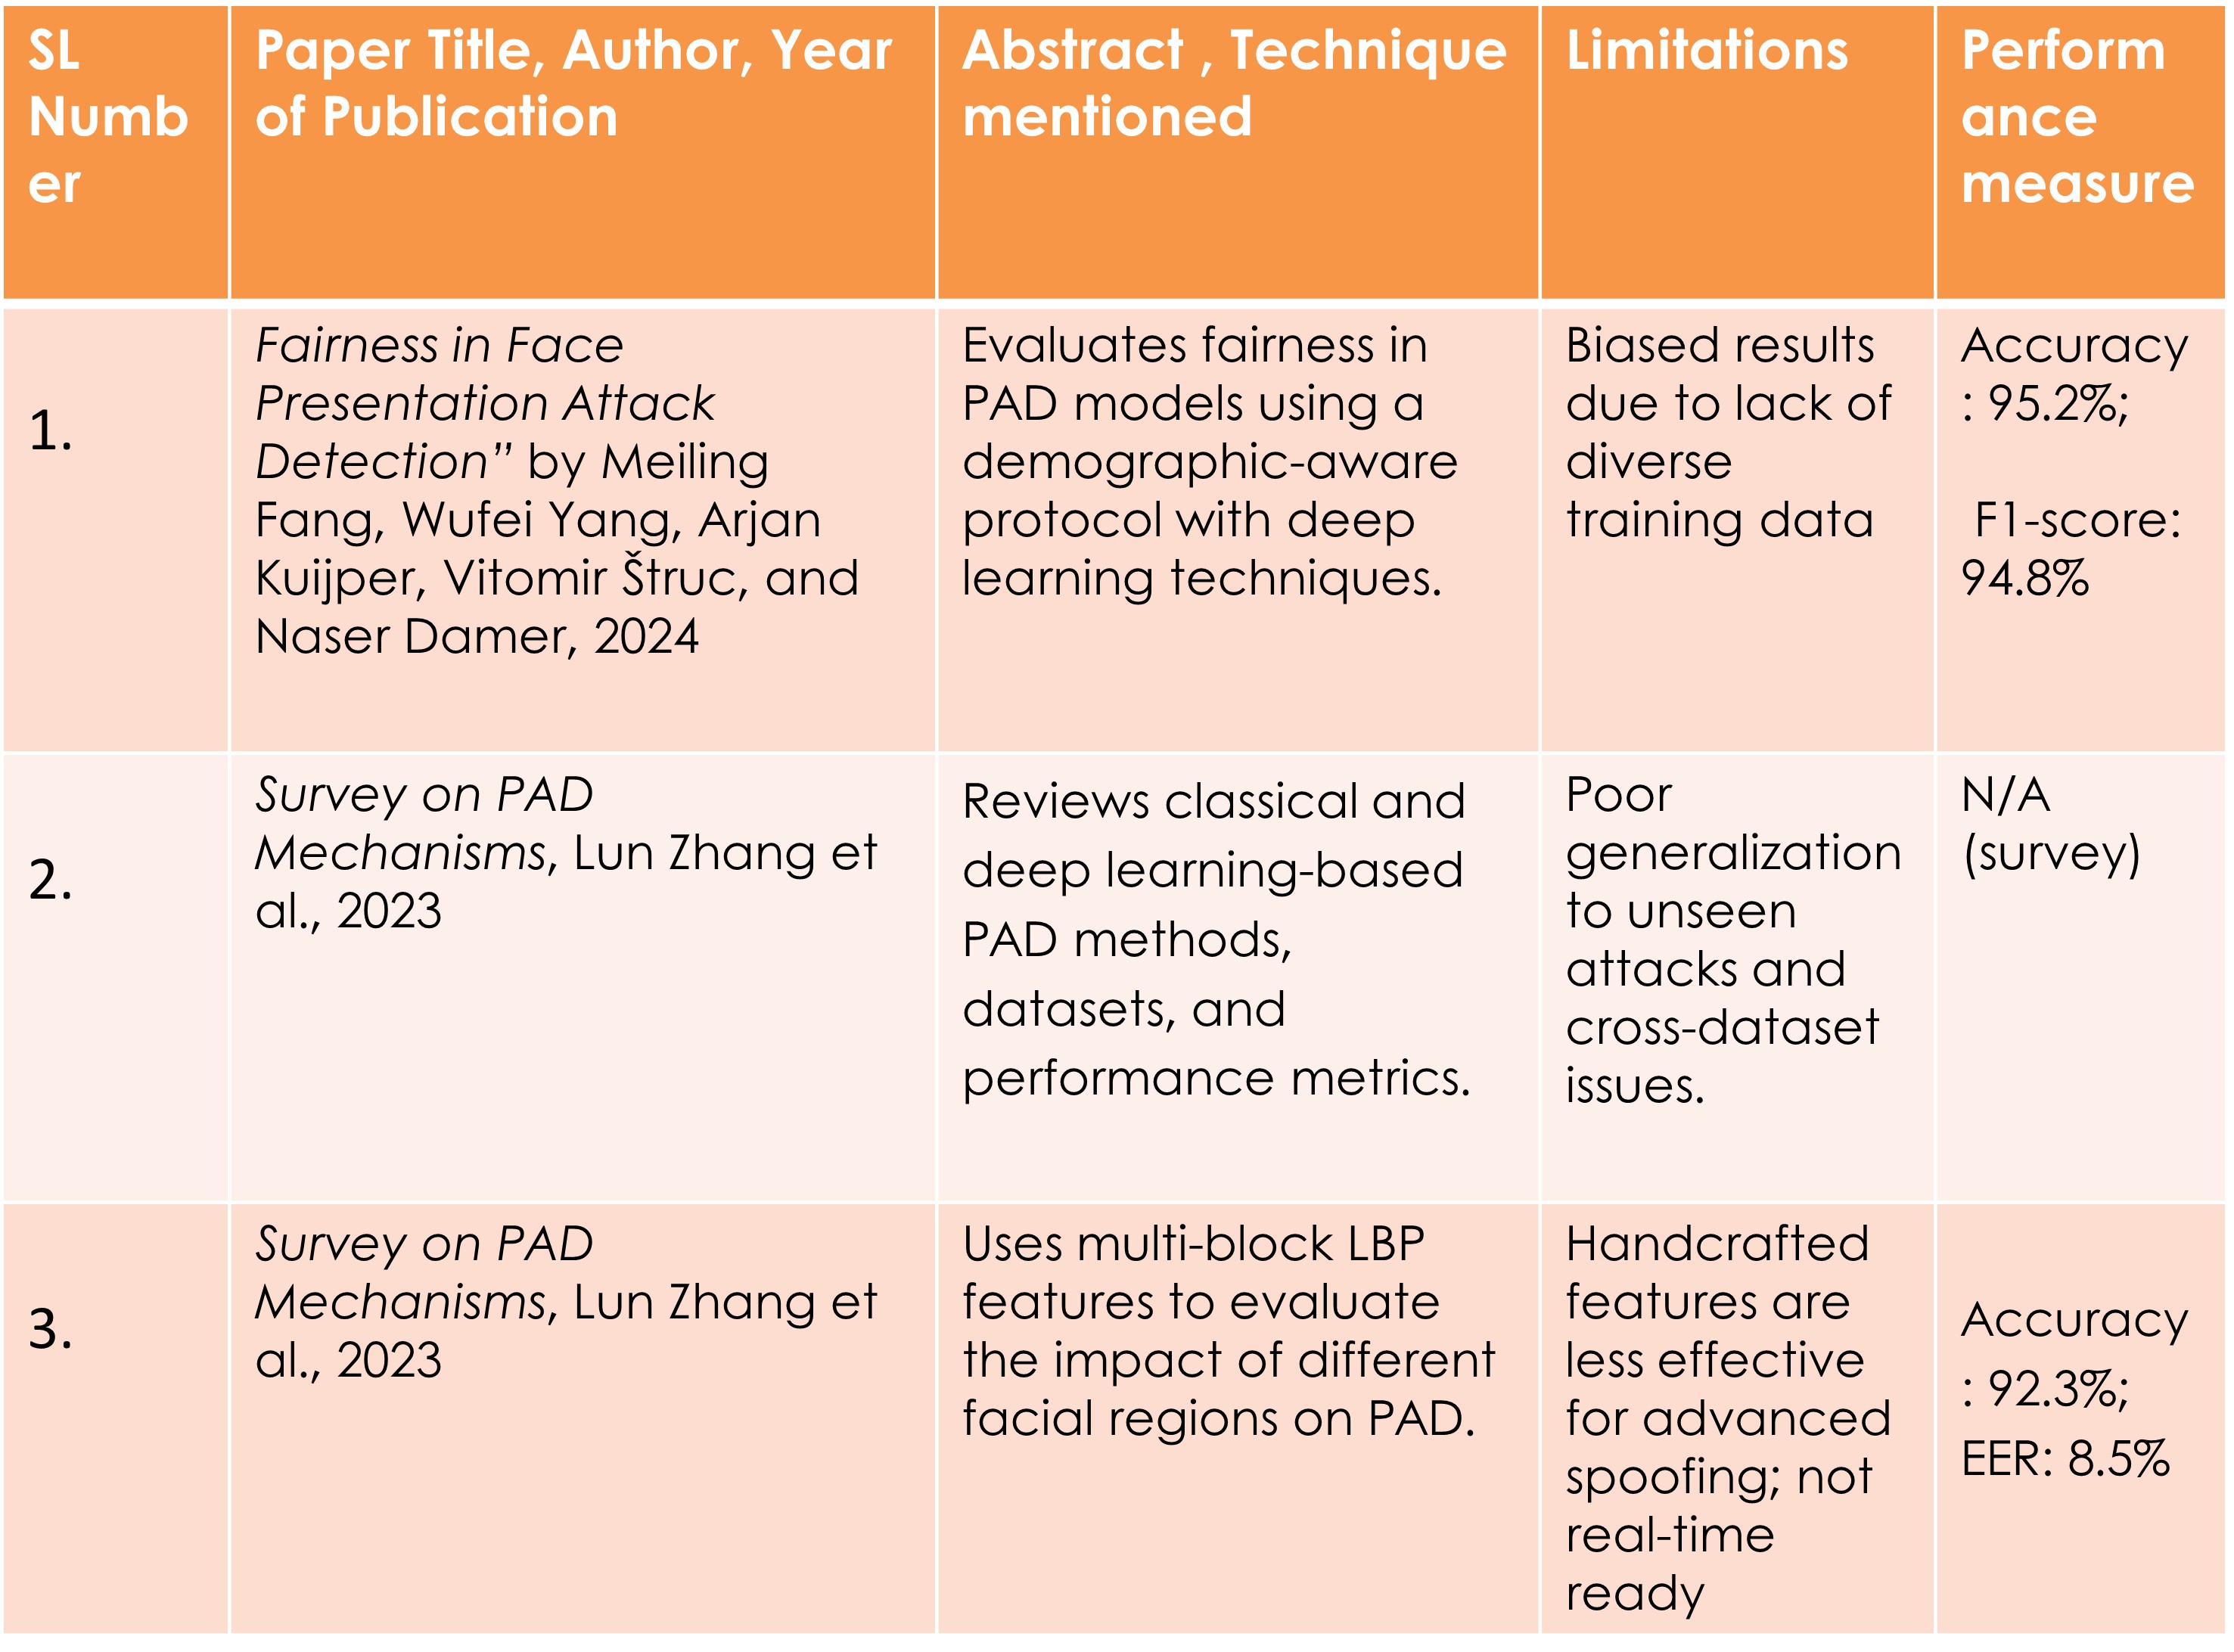 SL
Numb
er
Paper Title, Author, Year
of Publication
Abstract , Technique
mentioned
Limitations
Perform
ance
measure
1.
Fairness in Face
Presentation Attack
Detection” by Meiling
Fang, Wufei Yang, Arjan
Kuijper, Vitomir Štruc, and
Naser Damer, 2024
Evaluates fairness in
PAD models using a
demographic-aware
protocol with deep
learning techniques.
Biased results
due to lack of
diverse
training data
Accuracy
: 95.2%;
F1-score:
94.8%
2.
Survey on PAD
Mechanisms, Lun Zhang et
al., 2023
Reviews classical and
deep learning-based
PAD methods,
datasets, and
performance metrics.
Poor
generalization
to unseen
attacks and
cross-dataset
issues.
N/A
(survey)
3.
Survey on PAD
Mechanisms, Lun Zhang et
al., 2023
Uses multi-block LBP
features to evaluate
the impact of different
facial regions on PAD.
Handcrafted
features are
less effective
for advanced
spoofing; not
real-time
ready
Accuracy
: 92.3%;
EER: 8.5%